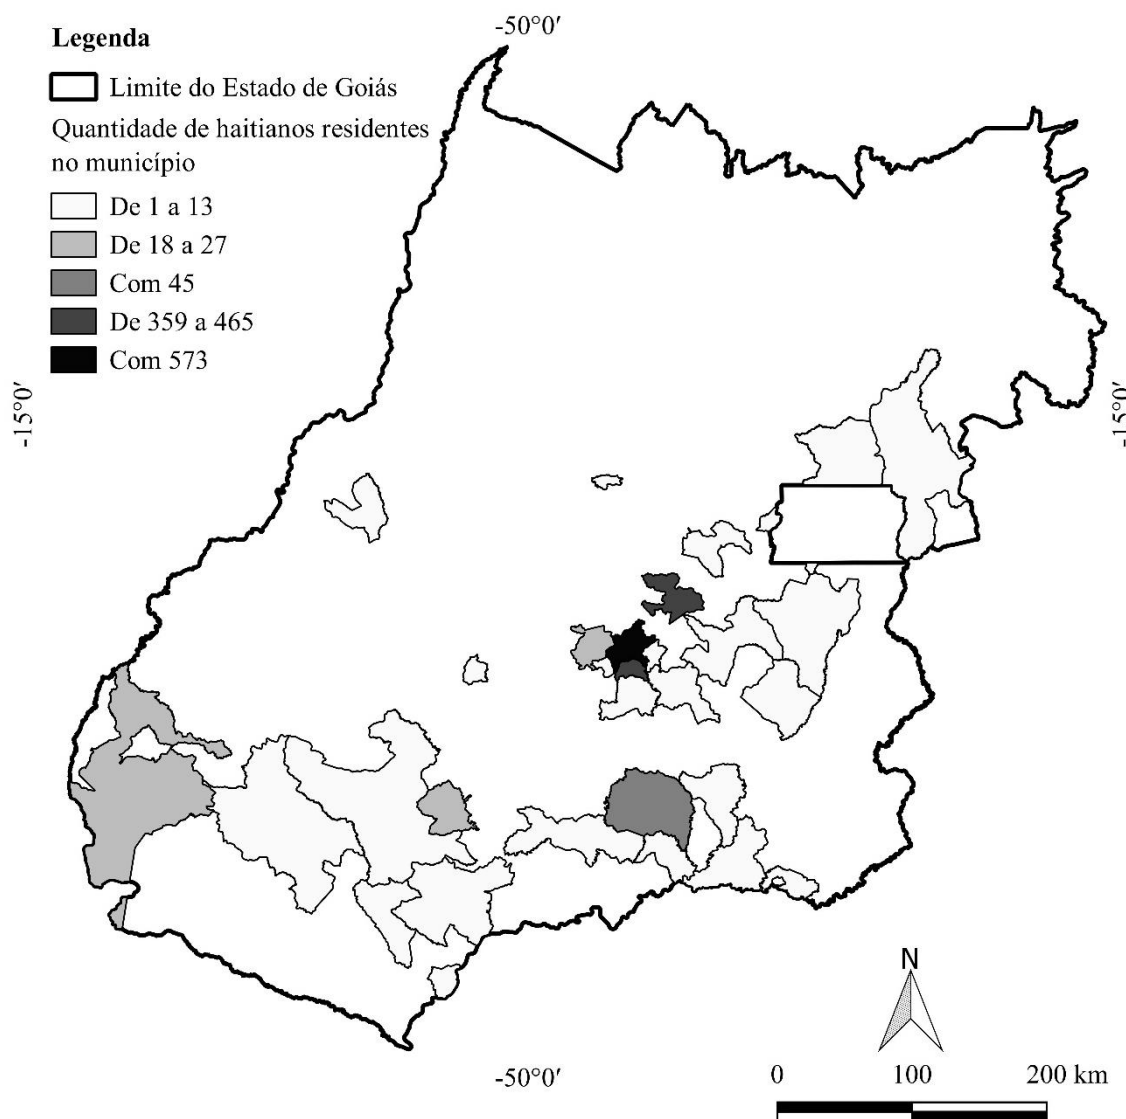 -50°0′
Legenda
Limite do Estado de Goiás
Quantidade de haitianos residentes
no município
De 1 a 13
De 18 a 27
Com 45
De 359 a 465
Com 573
-15°0′
-15°0′
N
-50°0′
0 100 200 km